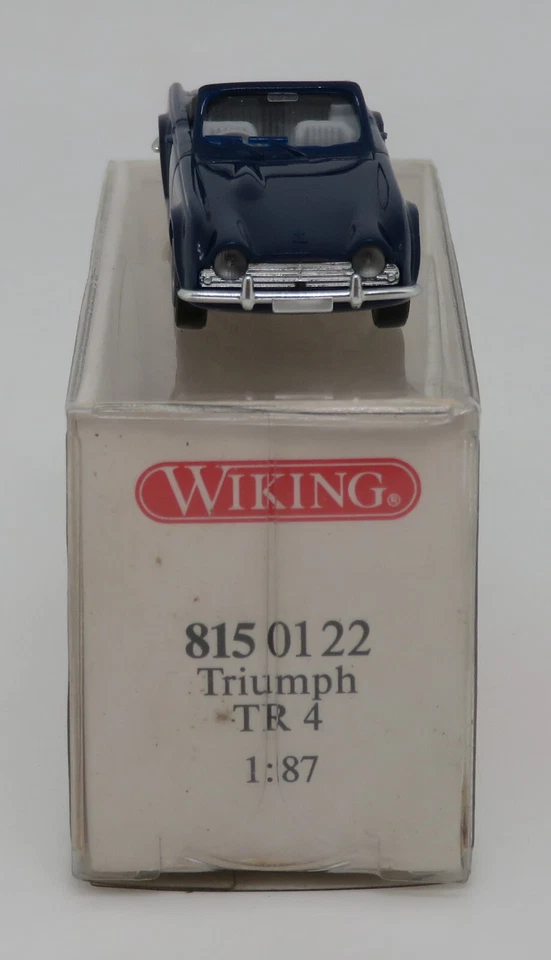 WIKING®
815 01 22
Triumph
TR 4
1:87